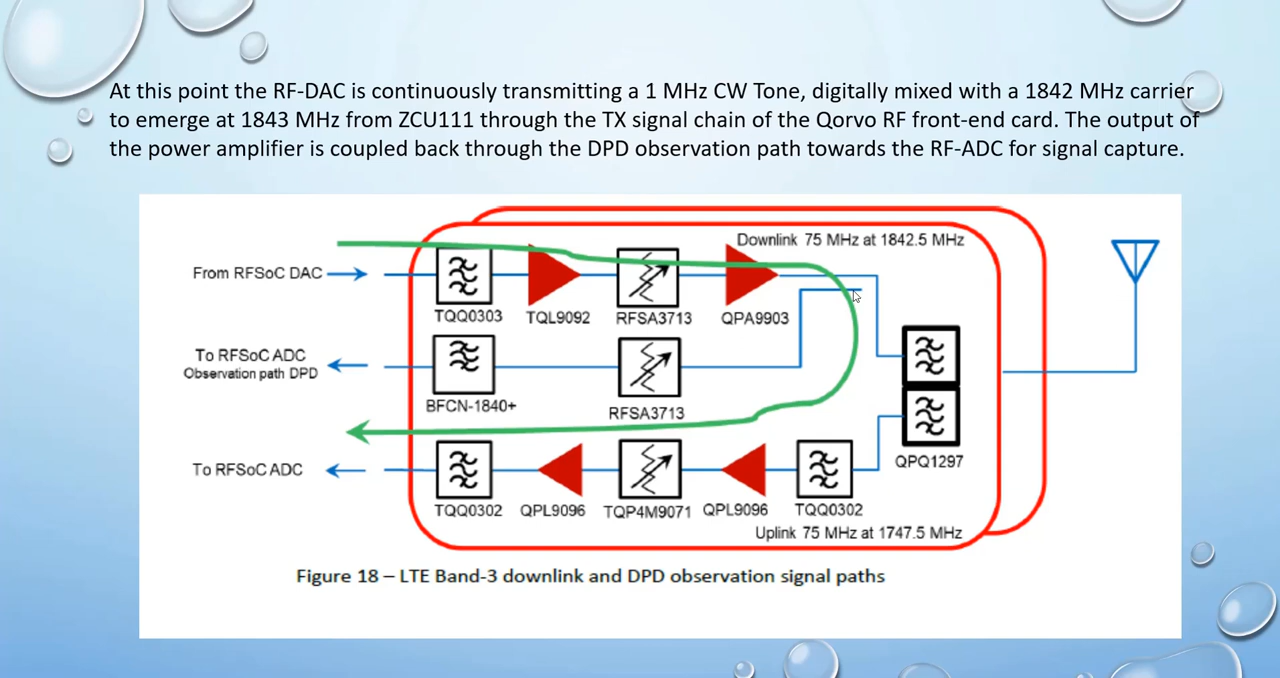 At this point the RF-DAC is continuously transmitting a 1 MHz CW Tone, digitally mixed with a 1842 MHz carrier
to emerge at 1843 MHz from ZCU111 through the TX signal chain of the Qorvo RF front-end card. The output of
the power amplifier is coupled back through the DPD observation path towards the RF-ADC for signal capture.
Downlink 75 MHz at 1842.5 MHz
From RFSoC DAC
TQQ0303 TQL9092 RFSA3713 QPA9903
To RFSoC ADC
Observation path DPD
BFCN-1840+ RFSA3713
QPQ1297
To RFSoC ADC
TQQ0302 QPL9096 TQP4M9071 QPL9096 TQQ0302
Uplink 75 MHz at 1747.5 MHz
Figure 18 – LTE Band-3 downlink and DPD observation signal paths